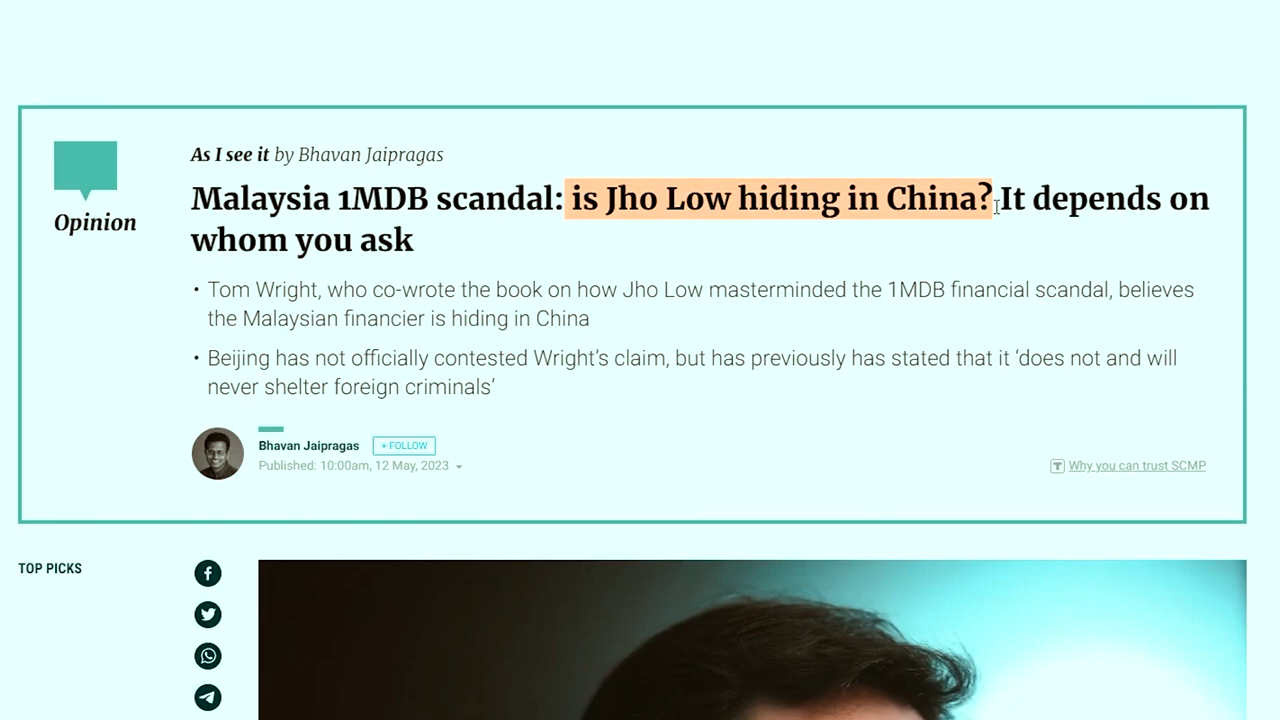 As I see it by Bhavan Jaipragas
Opinion
Malaysia 1MDB scandal: is Jho Low hiding in China? It depends on
whom you ask
• Tom Wright, who co-wrote the book on how Jho Low masterminded the 1MDB financial scandal, believes
the Malaysian financier is hiding in China
• Beijing has not officially contested Wright’s claim, but has previously has stated that it ‘does not and will
never shelter foreign criminals’
Bhavan Jaipragas + FOLLOW
Published: 10:00am, 12 May, 2023
Why you can trust SCMP
TOP PICKS